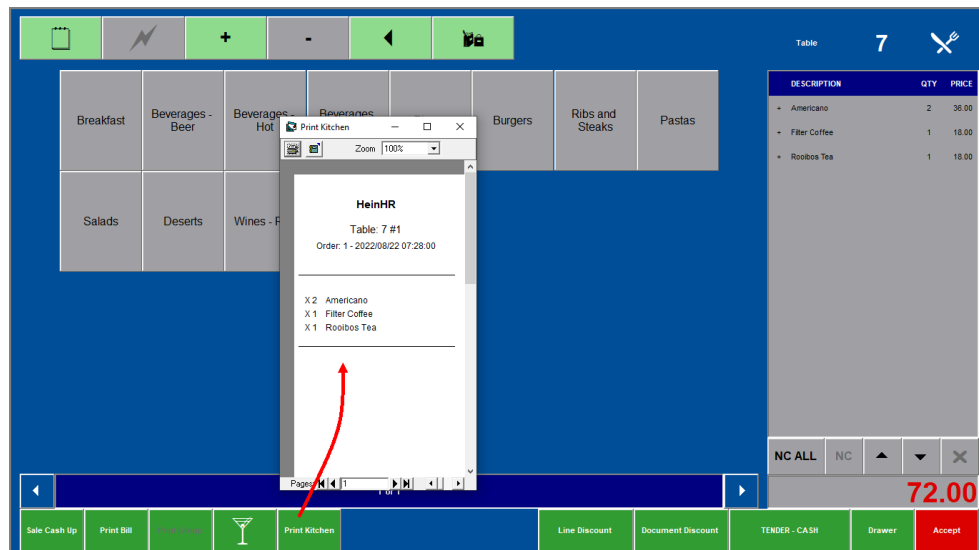 +
-
Table
7
Breakfast
Beverages -
Beer
Beverages -
Hot
Beverages
Burgers
Ribs and
Steaks
Pastas
Salads
Deserts
Wines -
Print Kitchen
Zoom
100%
HeinHR
Table: 7 #1
Order: 1 - 2022/08/22 07:28:00
X 2 Americano
X 1 Filter Coffee
X 1 Rooibos Tea
Pages:
1
DESCRIPTION QTY PRICE
+ Americano 2 36.00
+ Filter Coffee 1 18.00
+ Rooibos Tea 1 18.00
NC ALL
NC
72.00
Sale Cash Up
Print Bill
Print Kitchen
Line Discount
Document Discount
TENDER - CASH
Drawer
Accept